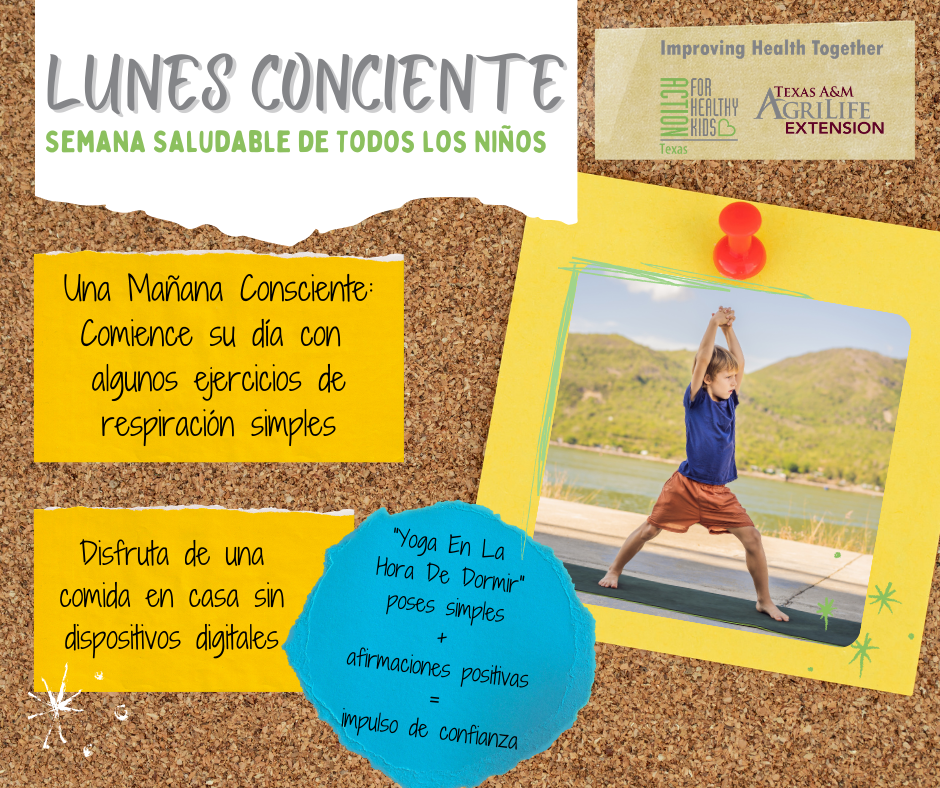 LUNES CONCIENTE
SEMANA SALUDABLE DE TODOS LOS NIÑOS
Improving Health Together
ACTION
FOR
HEALTHY
KIDS
Texas
TEXAS A&M
AGRILIFE
EXTENSION
Una Mañana Consciente:
Comience su día con
algunos ejercicios de
respiración simples
Disfruta de una
comida en casa sin
dispositivos digitales
"Yoga En La
Hora De Dormir"
poses simples
+
afirmaciones positivas
=
impulso de confianza